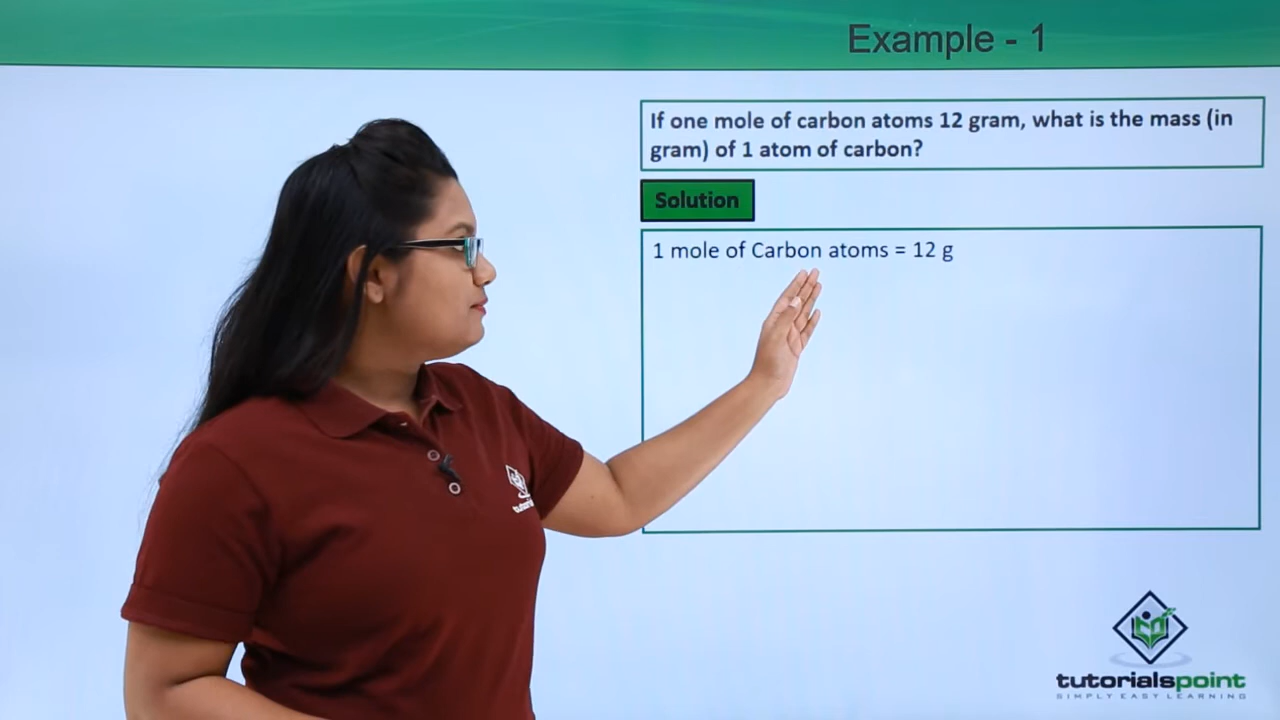 Example - 1
If one mole of carbon atoms 12 gram, what is the mass (in
gram) of 1 atom of carbon?
Solution
1 mole of Carbon atoms = 12 g
tutorialspoint
SIMPLY EASY LEARNING